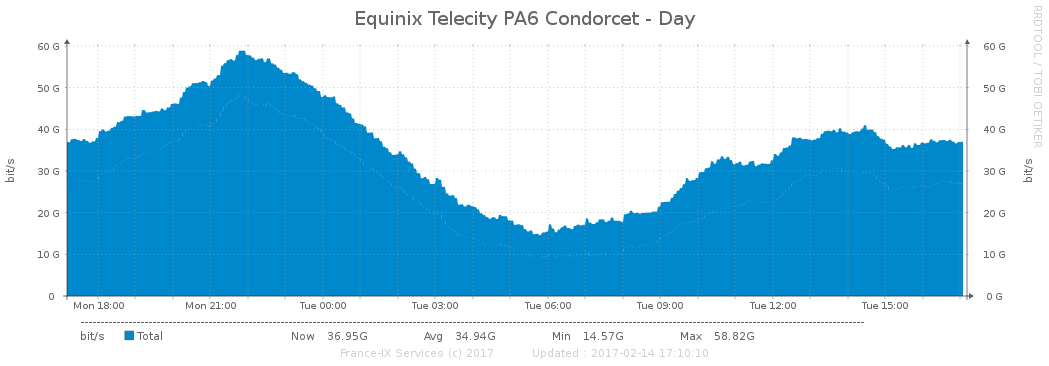 Equinix Telecity PA6 Condorcet - Day
RRDTOOL / TOBI OETIKER
60 G 60 G
50 G 50 G
40 G 40 G
30 G 30 G
20 G 20 G
10 G 10 G
0 0 G
bit/s bit/s
Mon 18:00 Mon 21:00 Tue 00:00 Tue 03:00 Tue 06:00 Tue 09:00 Tue 12:00 Tue 15:00
bit/s Total Now 36.95G Avg 34.94G Min 14.57G Max 58.82G
France-IX Services (c) 2017 Updated : 2017-02-14 17:10:10